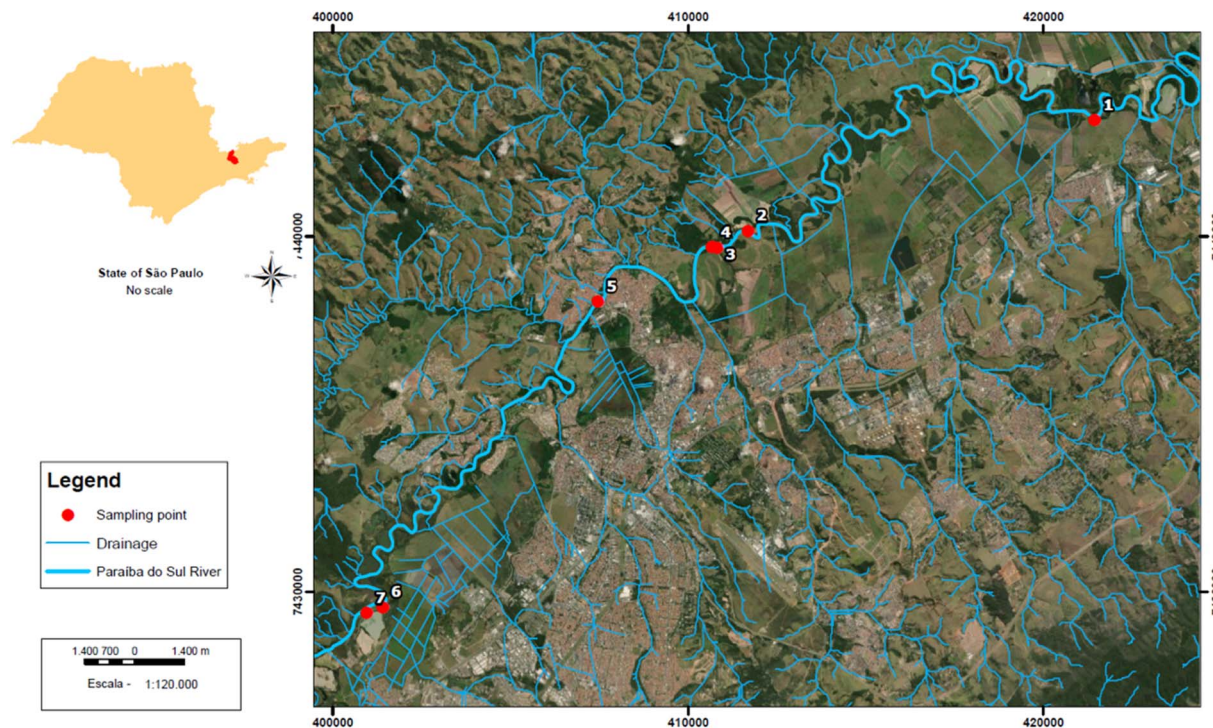 400000
410000
420000
State of São Paulo
No scale
7440000
1
2
4
3
5
Legend
Sampling point
Drainage
Paraíba do Sul River
7430000
6
7
1.400 700 0 1.400 m
Escala - 1:120.000
400000
410000
420000